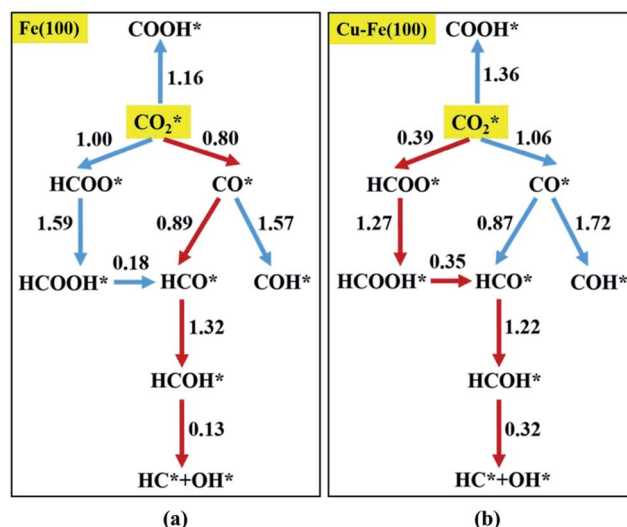 Fe(100)
COOH*
1.16
CO2*
1.00
0.80
HCOO*
CO*
1.59
0.89
1.57
0.18
HCOOH*
HCO*
COH*
1.32
HCOH*
0.13
HC*+OH*
(a)
Cu-Fe(100)
COOH*
1.36
CO2*
0.39
1.06
HCOO*
CO*
1.27
0.87
1.72
0.35
HCOOH*
HCO*
COH*
1.22
HCOH*
0.32
HC*+OH*
(b)